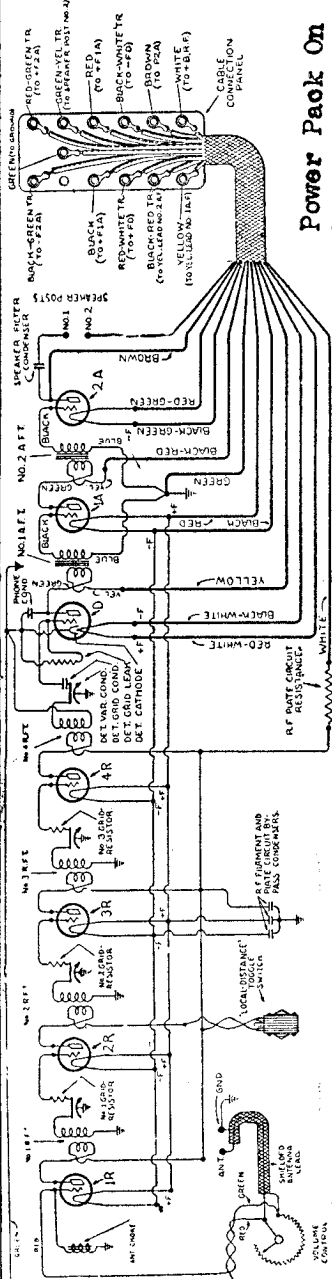 BLACK-GREEN TR.
(TO -F2A)
GREEN TO GROUND
RED-GREEN TR.
(TO +F2A)
GREEN-YEL. TR.
(TO SPEAKER POST NO. 2)
BLACK
RED
(TO +F1A)
RED-WHITE TR.
(TO +FD)
BLACK-WHITE TR.
(TO -FD)
BLACK-RED TR.
(TO YEL. LEAD NO. 2 A.F.)
BROWN
(TO P2A)
YELLOW
(TO YEL. LEAD NO. 1 A.F.)
WHITE
(TO +B, R.F.)
CABLE
CONNECTION
PANEL
Power Pack On
SPEAKER FILTER
CONDENSER
SPEAKER POSTS
NO. 1
NO. 2
BROWN
2 A
RED-GREEN
BLACK-GREEN
BLACK-RED
GREEN
NO. 2 A.F.T.
BLACK
BLUE
YEL.
GREEN
1A
BLACK
RED
-F
+F
NO. 1 A.F.T.
BLACK
BLUE
YEL.
GREEN
YELLOW
BLACK-WHITE
RED-WHITE
WHITE
PHONE
COND.
D
-F
+F
DET. VAR. COND.
DET. GRID COND.
DET. GRID LEAK
DET. CATHODE
R.F. PLATE CIRCUIT
RESISTANCE
No 4 R.F.T.
4R
-F
+F
No. 3 GRID-
RESISTOR
No 3 R.F.T.
3R
-F
+F
R.F. FILAMENT AND
PLATE CIRCUIT BY-
PASS CONDENSERS.
No. 2 GRID-
RESISTOR
No 2 R.F.T.
2R
-F
+F
"LOCAL-DISTANCE"
TOGGLE
SWITCH
No. 1 GRID-
RESISTOR
No 1 R.F.T.
1R
-F
+F
GREEN
RED
ANT. CHOKE
ANT.
GND
SHIELDED
ANTENNA
LEAD
GREEN
RED
VOLUME
CONTROL